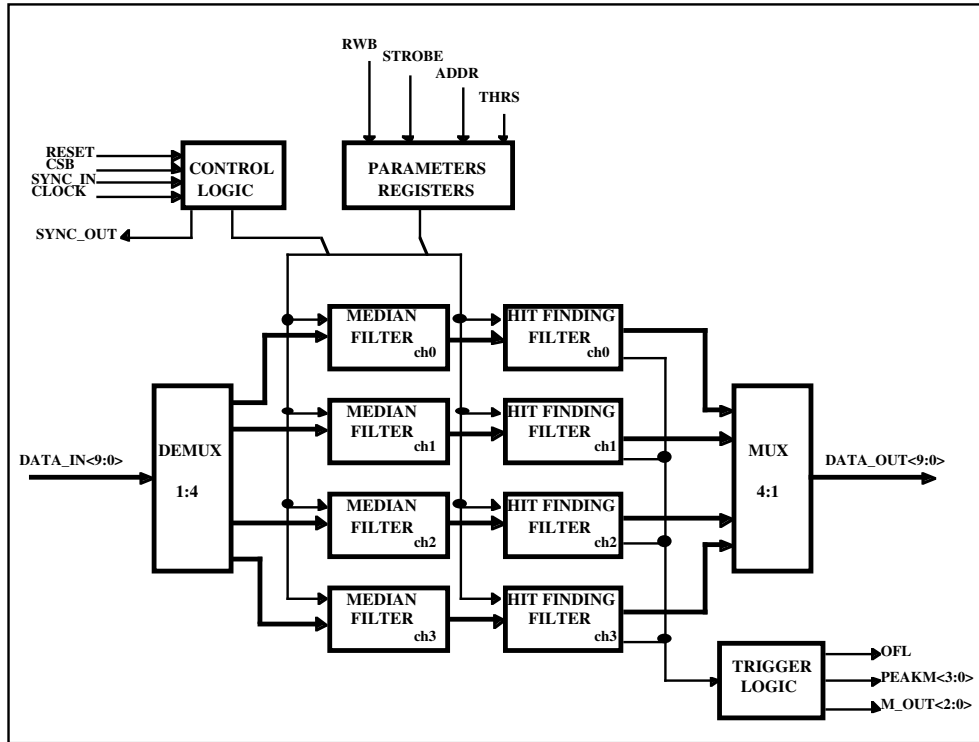 RWB
STROBE
ADDR
THRS
RESET
CSB
SYNC_IN
CLOCK
CONTROL
LOGIC
PARAMETERS
REGISTERS
SYNC_OUT
MEDIAN
FILTER
ch0
HIT FINDING
FILTER
ch0
MEDIAN
FILTER
ch1
HIT FINDING
FILTER
ch1
DATA_IN<9:0>
DEMUX
1:4
MUX
4:1
DATA_OUT<9:0>
MEDIAN
FILTER
ch2
HIT FINDING
FILTER
ch2
MEDIAN
FILTER
ch3
HIT FINDING
FILTER
ch3
TRIGGER
LOGIC
OFL
PEAKM<3:0>
M_OUT<2:0>